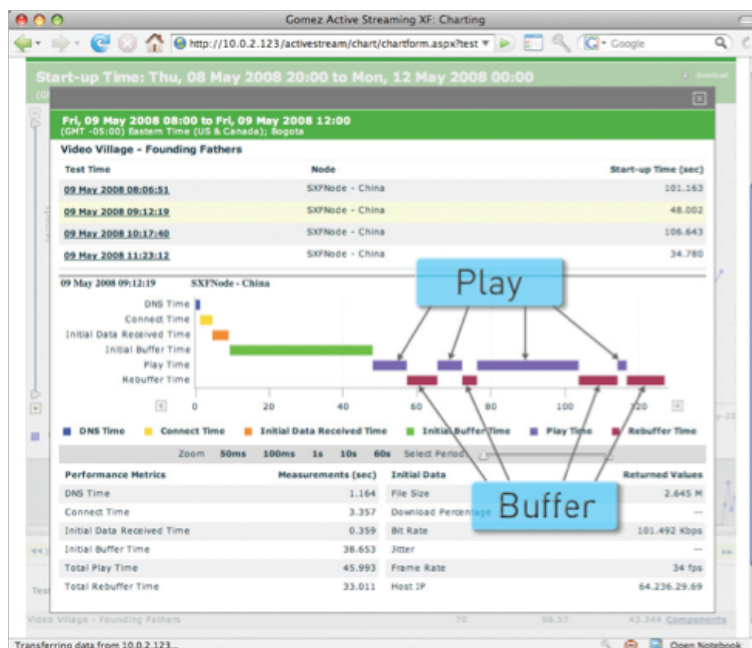 Gomez Active Streaming XF: Charting
http://10.0.2.123/activestream/chart/chartform.aspx?test
Google
Start-up Time: Thu, 08 May 2008 20:00 to Mon, 12 May 2008 00:00
download
Fri, 09 May 2008 08:00 to Fri, 09 May 2008 12:00
(GMT -05:00) Eastern Time (US & Canada); Bogota
Video Village - Founding Fathers
Test Time Node Start-up Time (sec)
09 May 2008 08:06:51 SXFNode - China 101.163
09 May 2008 09:12:19 SXFNode - China 48.002
09 May 2008 10:17:40 SXFNode - China 106.643
09 May 2008 11:23:12 SXFNode - China 34.780
09 May 2008 09:12:19 SXFNode - China
Play
DNS Time
Connect Time
Initial Data Received Time
Initial Buffer Time
Play Time
Rebuffer Time
0 20 40 60 80 100 120
DNS Time Connect Time Initial Data Received Time Initial Buffer Time Play Time Rebuffer Time
Zoom 50ms 100ms 1s 10s 60s Select Period
Buffer
Performance Metrics Measurements (sec) Initial Data Returned Values
DNS Time 1.164 File Size 2.645 M
Connect Time 3.357 Download Percentage --
Initial Data Received Time 0.359 Bit Rate 101.492 Kbps
Initial Buffer Time 38.653 Jitter --
Total Play Time 45.993 Frame Rate 34 fps
Total Rebuffer Time 33.011 Host IP 64.236.29.69
Video Village - Founding Fathers 70 98.57 43.344 Components
Transferring data from 10.0.2.123... Open Notebook